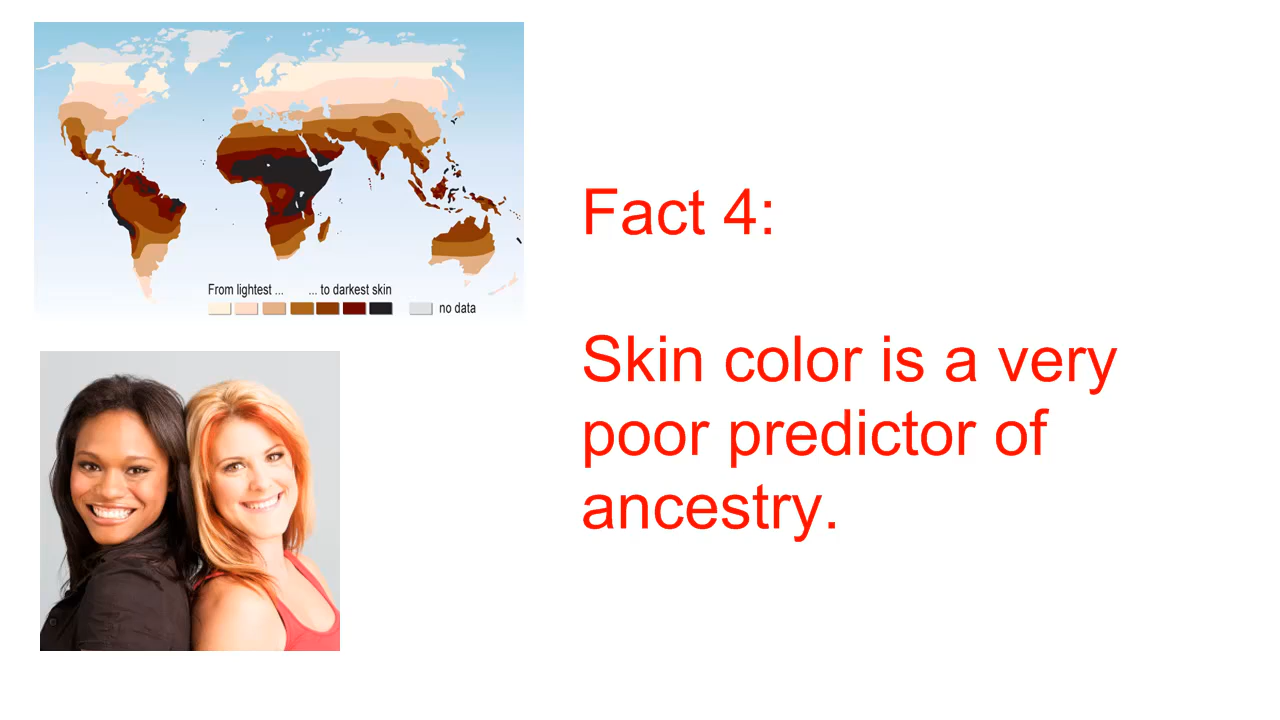 From lightest ... ... to darkest skin
no data
Fact 4:
Skin color is a very
poor predictor of
ancestry.